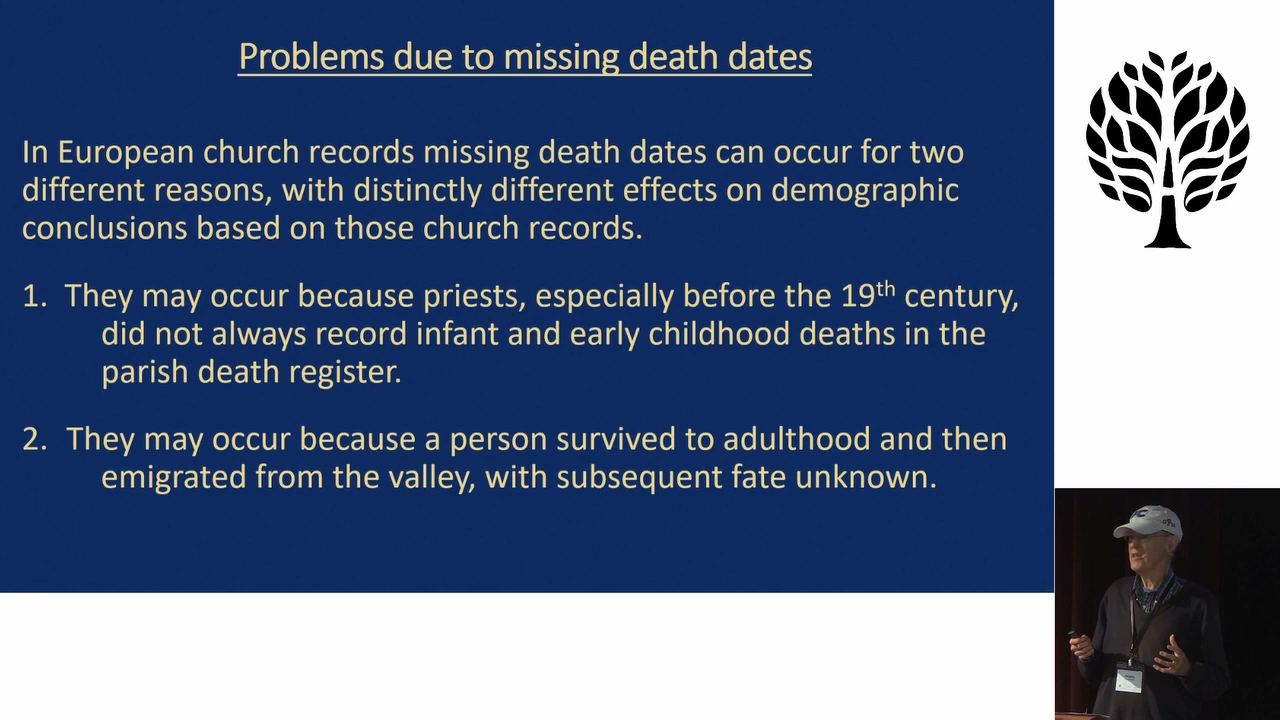 Problems due to missing death dates
In European church records missing death dates can occur for two
different reasons, with distinctly different effects on demographic
conclusions based on those church records.
1. They may occur because priests, especially before the 19th century,
did not always record infant and early childhood deaths in the
parish death register.
2. They may occur because a person survived to adulthood and then
emigrated from the valley, with subsequent fate unknown.